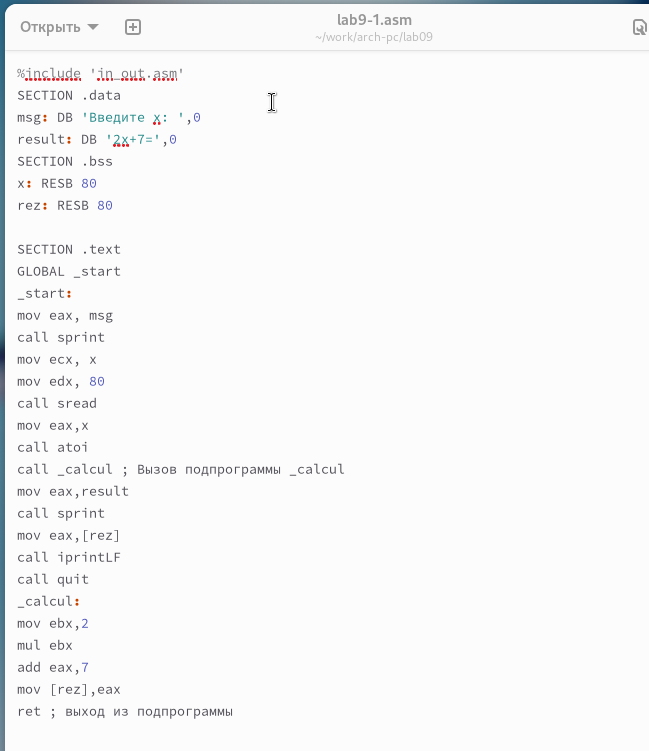 Открыть
lab9-1.asm
~/work/arch-pc/lab09
%include 'in_out.asm'
SECTION .data
msg: DB 'Введите x: ',0
result: DB '2x+7=',0
SECTION .bss
x: RESB 80
rez: RESB 80
SECTION .text
GLOBAL _start
_start:
mov eax, msg
call sprint
mov ecx, x
mov edx, 80
call sread
mov eax,x
call atoi
call _calcul ; Вызов подпрограммы _calcul
mov eax,result
call sprint
mov eax,[rez]
call iprintLF
call quit
_calcul:
mov ebx,2
mul ebx
add eax,7
mov [rez],eax
ret ; выход из подпрограммы